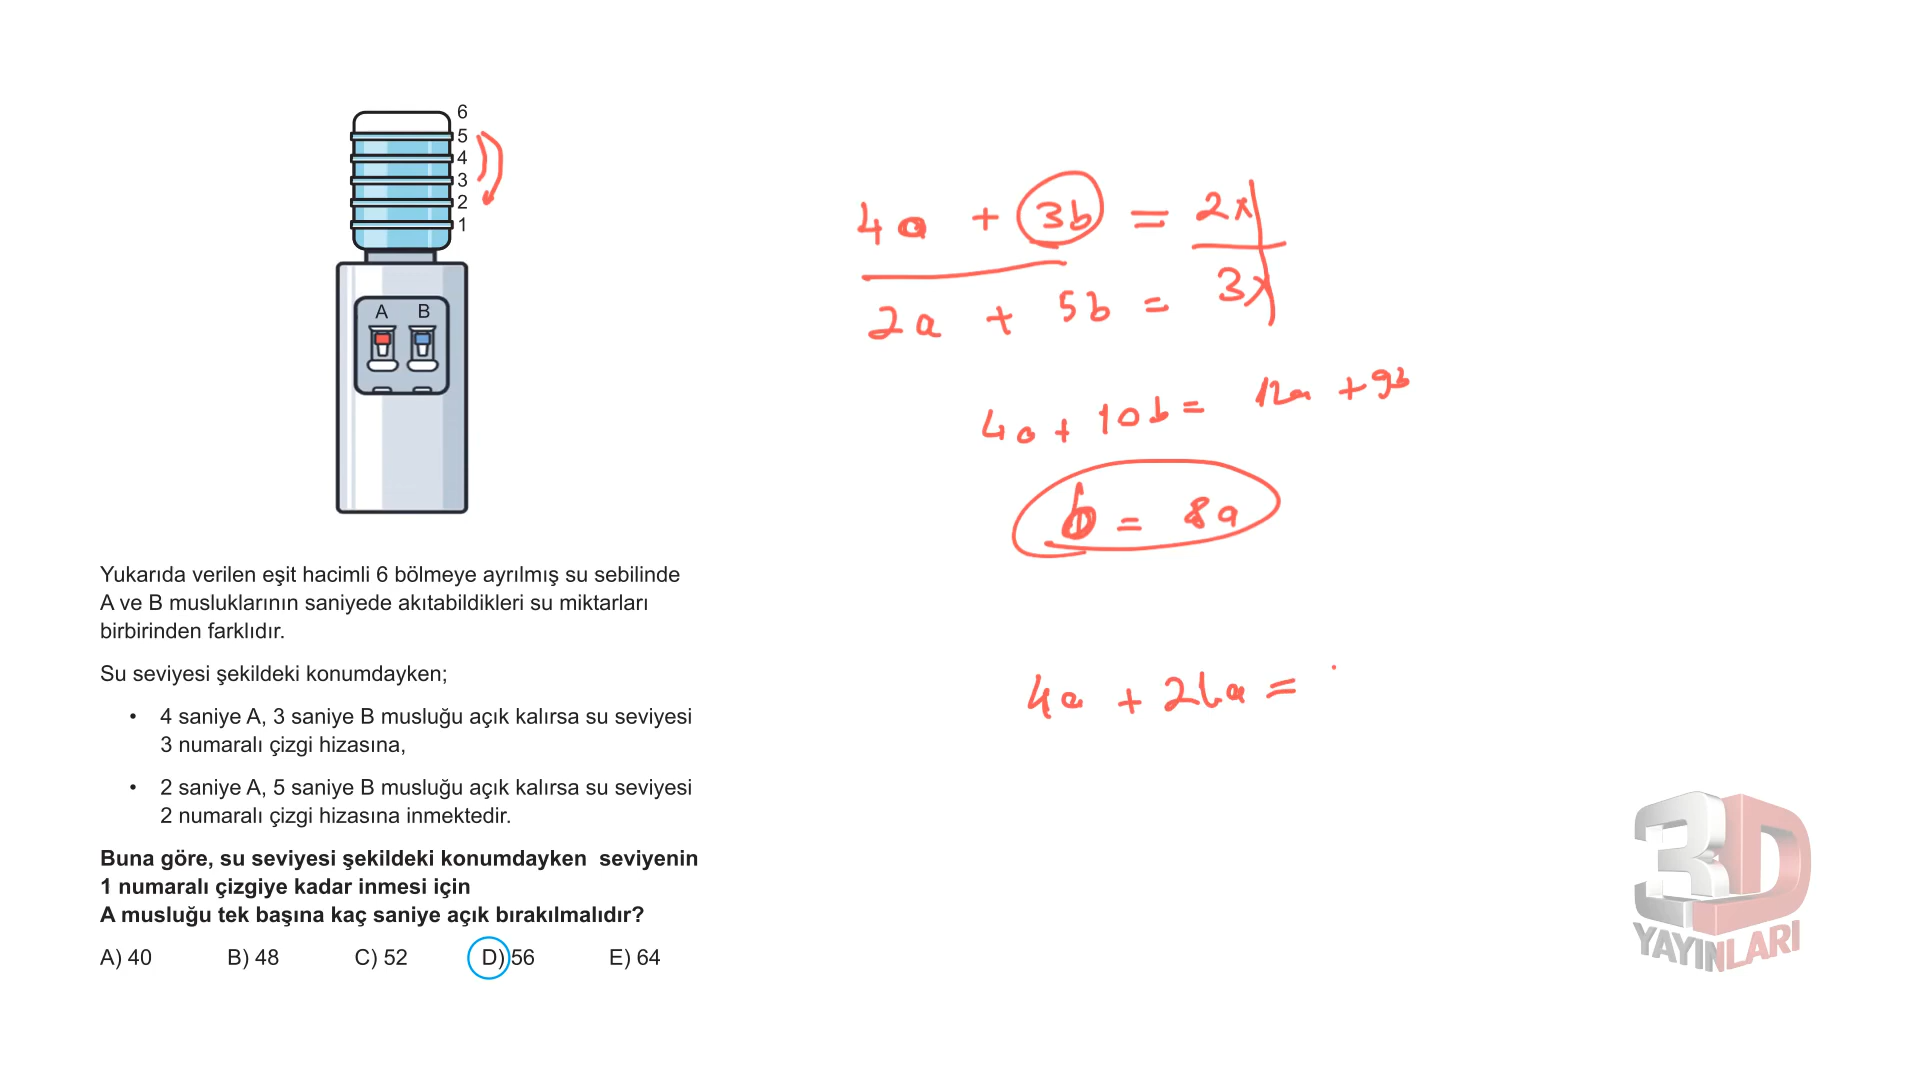 6
5
4
3
2
1
A B
4a + 3b = 2x
2a + 5b = 3x
4a + 10b = 12a + 9b
b = 8a
4a + 24a =
Yukarıda verilen eşit hacimli 6 bölmeye ayrılmış su sebilinde
A ve B musluklarının saniyede akıtabildikleri su miktarları
birbirinden farklıdır.
Su seviyesi şekildeki konumdayken;
• 4 saniye A, 3 saniye B musluğu açık kalırsa su seviyesi
3 numaralı çizgi hizasına,
• 2 saniye A, 5 saniye B musluğu açık kalırsa su seviyesi
2 numaralı çizgi hizasına inmektedir.
Buna göre, su seviyesi şekildeki konumdayken seviyenin
1 numaralı çizgiye kadar inmesi için
A musluğu tek başına kaç saniye açık bırakılmalıdır?
A) 40 B) 48 C) 52 D) 56 E) 64
3D
YAYINLARI